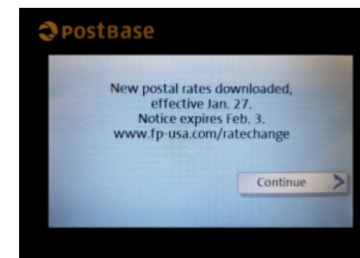 PostBase
New postal rates downloaded,
effective Jan. 27.
Notice expires Feb. 3.
www.fp-usa.com/ratechange
Continue